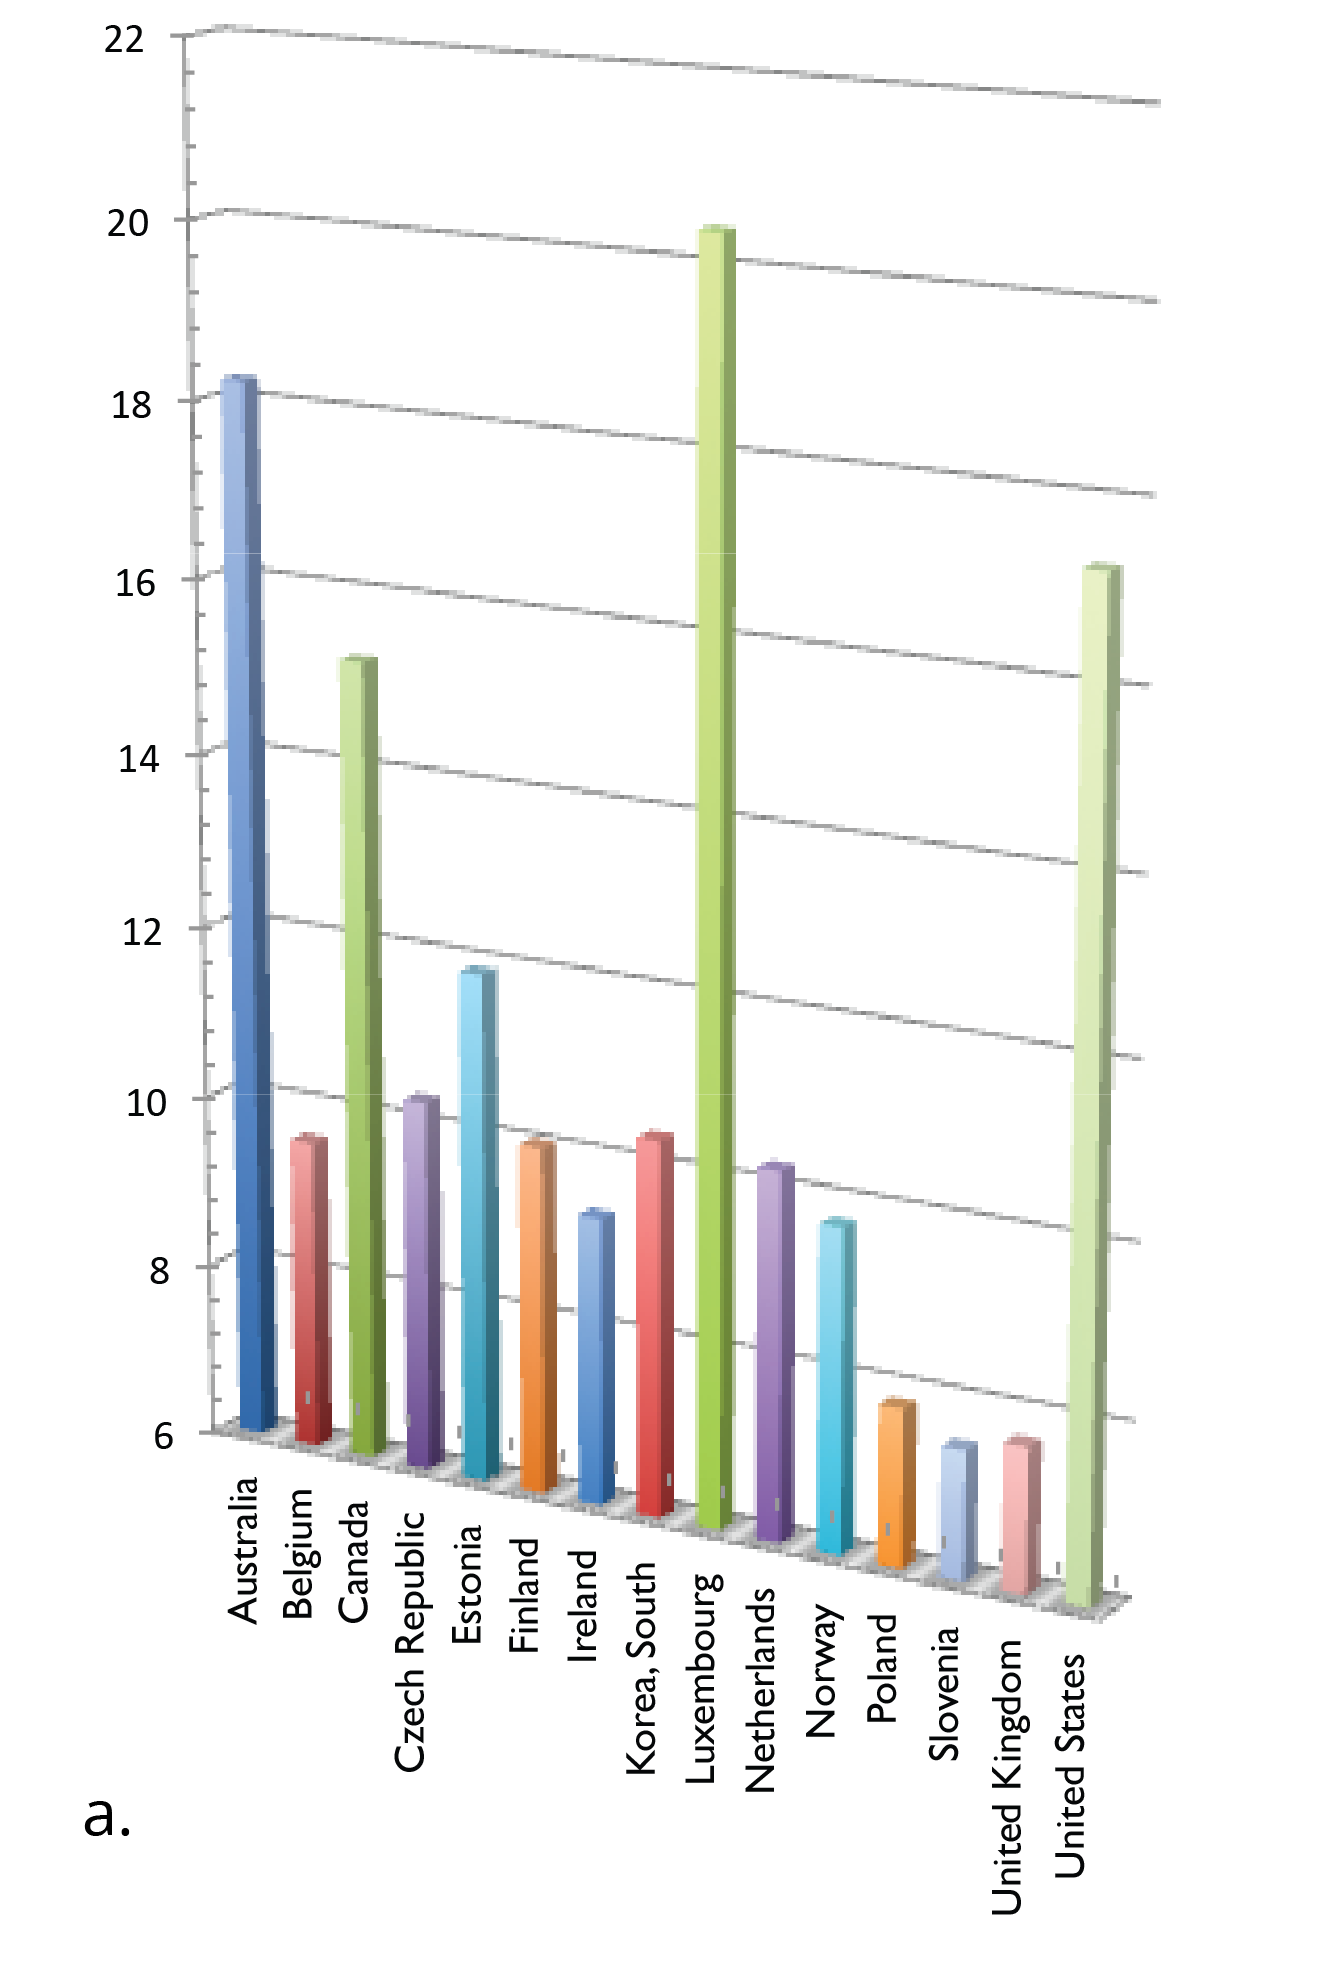 22
20
18
16
14
12
10
8
6
Australia
Belgium
Canada
Czech Republic
Estonia
Finland
Ireland
Korea, South
Luxembourg
Netherlands
Norway
Poland
Slovenia
United Kingdom
United States
a.